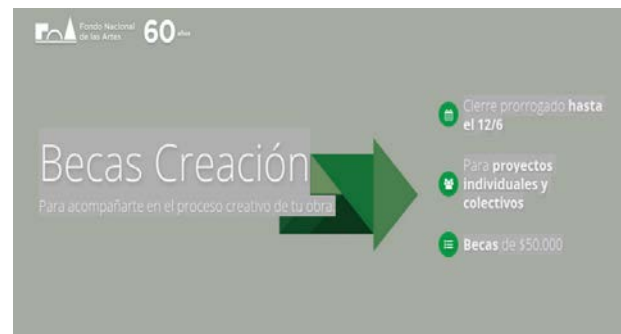 Fondo Nacional
de las Artes
60 años
Becas Creación
Para acompañarte en el proceso creativo de tu obra
Cierre prorrogado hasta
el 12/6
Para proyectos
individuales y
colectivos
Becas de $50.000